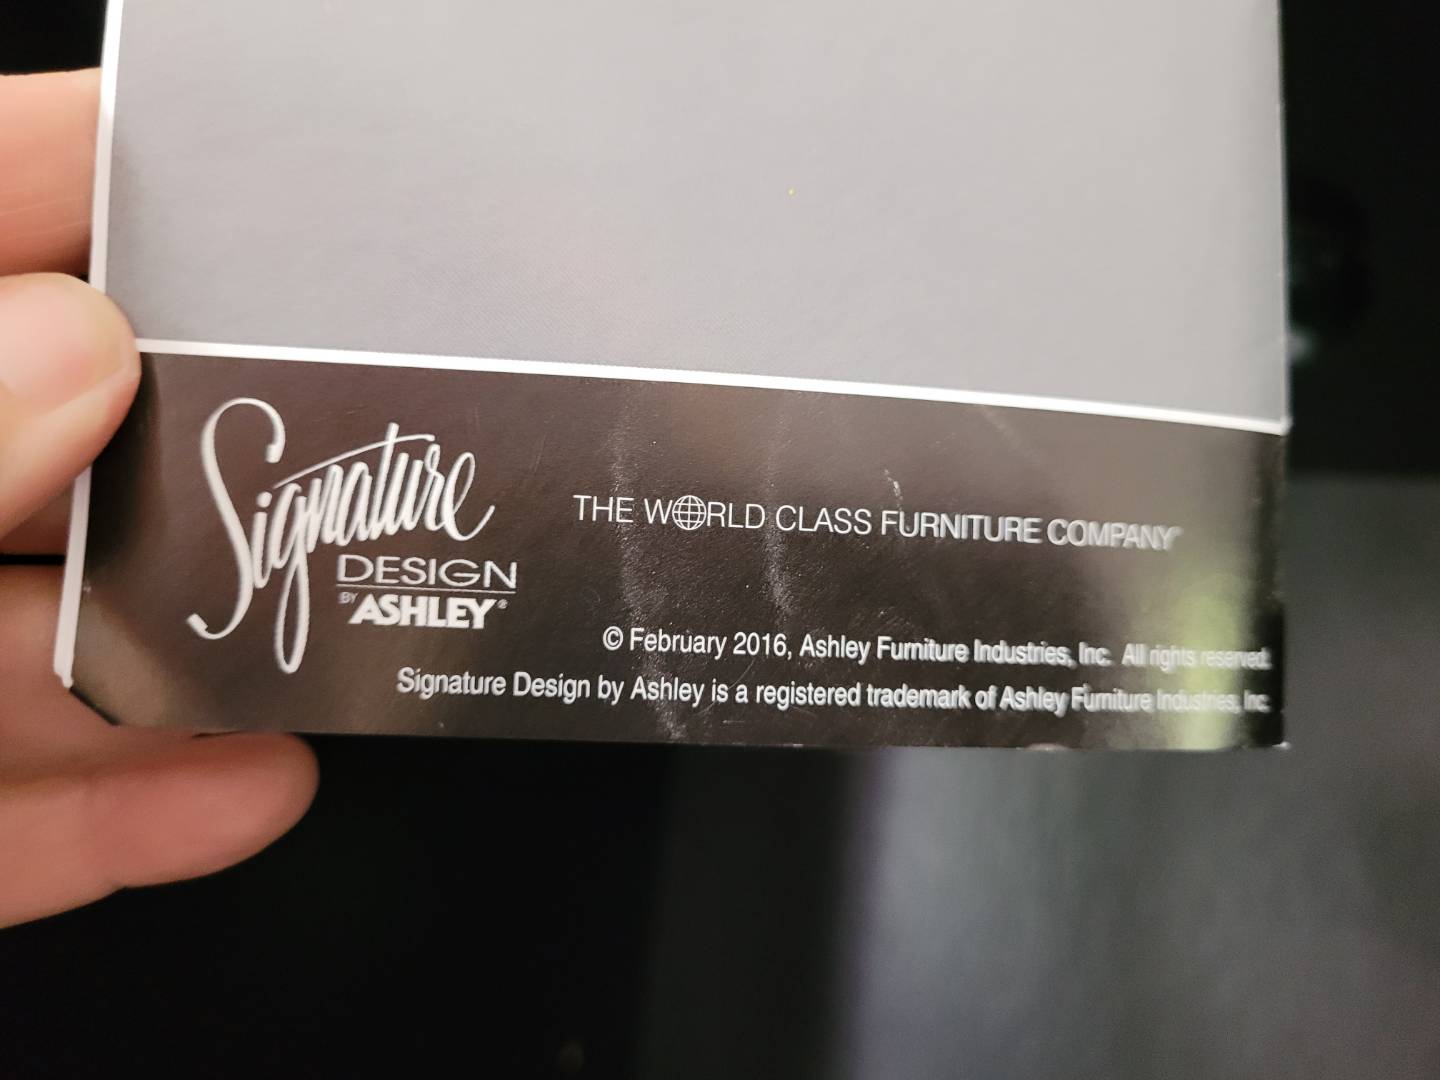 Signature
DESIGN
BY ASHLEY®
THE WORLD CLASS FURNITURE COMPANY™
© February 2016, Ashley Furniture Industries, Inc. All rights reserved.
Signature Design by Ashley is a registered trademark of Ashley Furniture Industries, Inc.